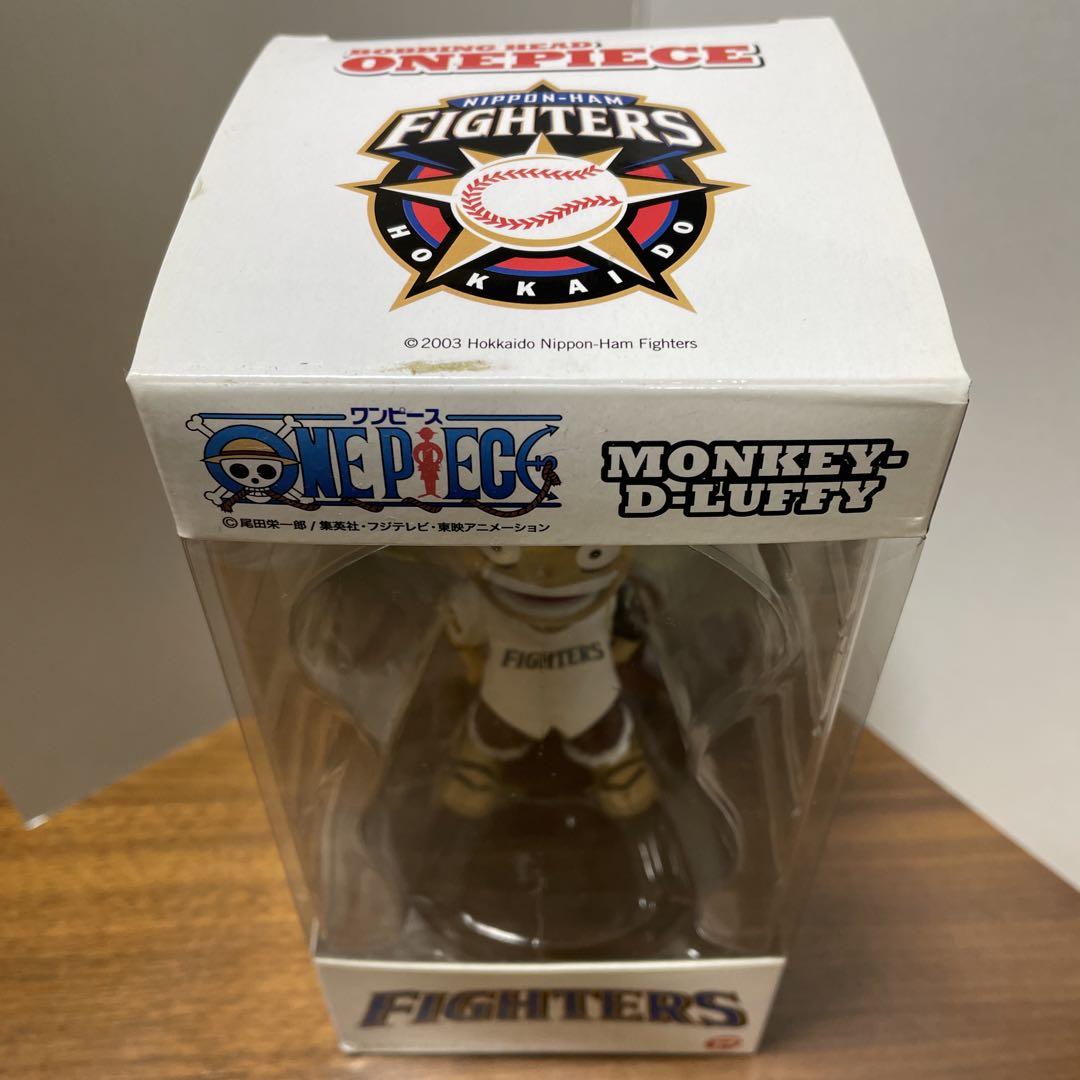 BOBBING HEAD
ONEPIECE
NIPPON-HAM
FIGHTERS
HOKKAIDO
©2003 Hokkaido Nippon-Ham Fighters
ワンピース
ONE PIECE
MONKEY-
D-LUFFY
©尾田栄一郎/集英社・フジテレビ・東映アニメーション
FIGHTERS
FIGHTERS